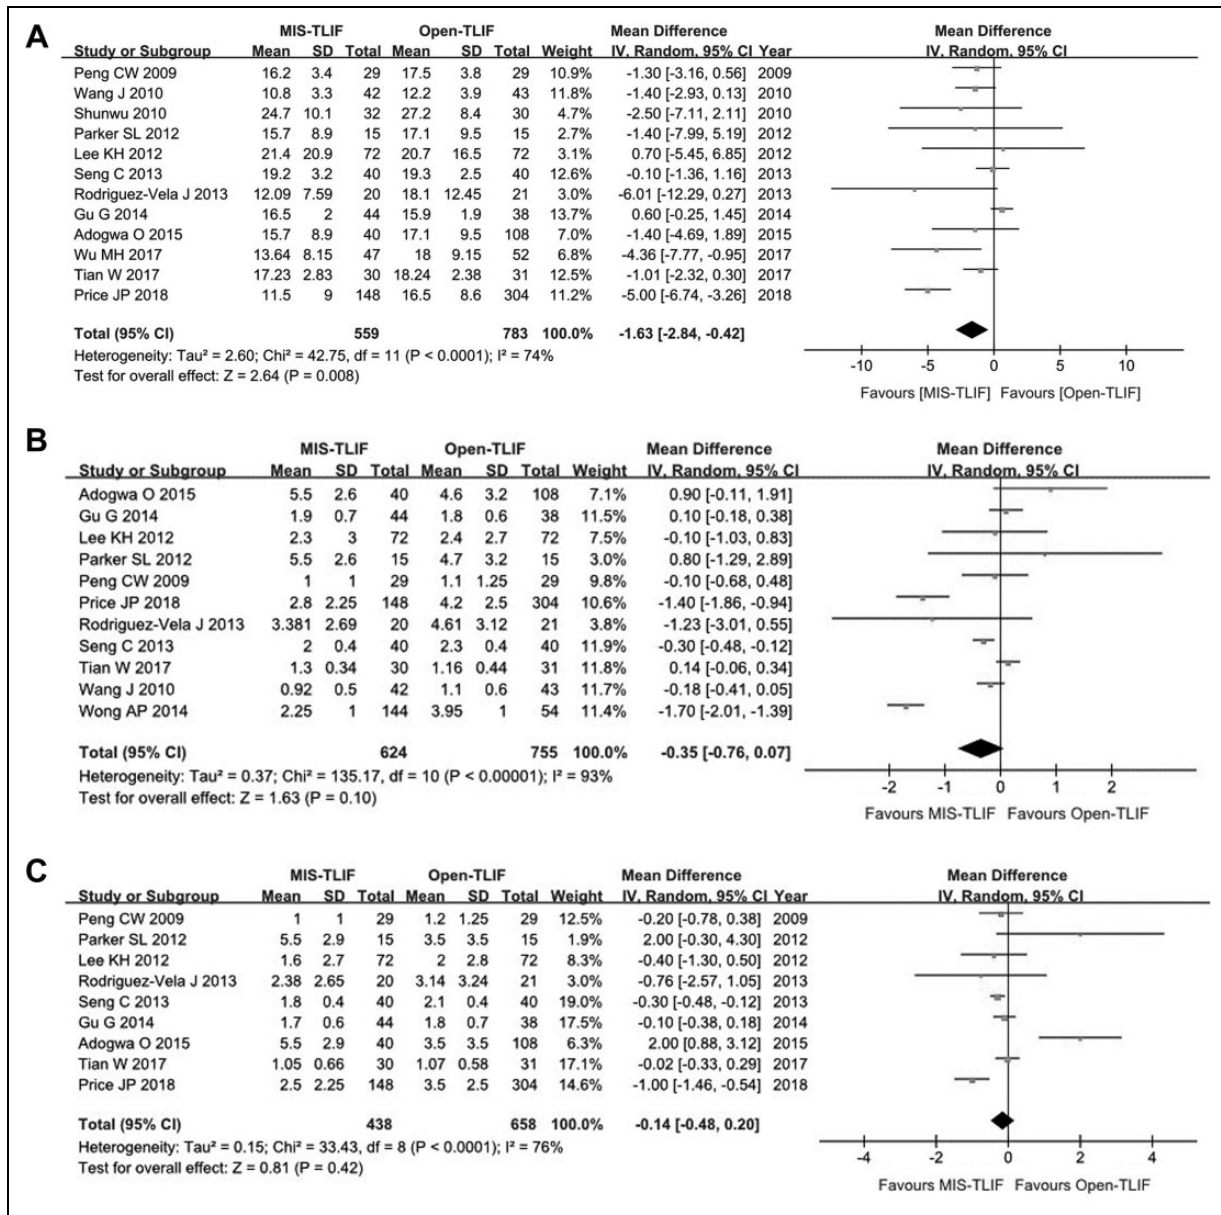 A
MIS-TLIF Open-TLIF Mean Difference Mean Difference
Study or Subgroup Mean SD Total Mean SD Total Weight IV, Random, 95% CI Year IV, Random, 95% CI
Peng CW 2009 16.2 3.4 29 17.5 3.8 29 10.9% -1.30 [-3.16, 0.56] 2009
Wang J 2010 10.8 3.3 42 12.2 3.9 43 11.8% -1.40 [-2.93, 0.13] 2010
Shunwu 2010 24.7 10.1 32 27.2 8.4 30 4.7% -2.50 [-7.11, 2.11] 2010
Parker SL 2012 15.7 8.9 15 17.1 9.5 15 2.7% -1.40 [-7.99, 5.19] 2012
Lee KH 2012 21.4 20.9 72 20.7 16.5 72 3.1% 0.70 [-5.45, 6.85] 2012
Seng C 2013 19.2 3.2 40 19.3 2.5 40 12.6% -0.10 [-1.36, 1.16] 2013
Rodriguez-Vela J 2013 12.09 7.59 20 18.1 12.45 21 3.0% -6.01 [-12.29, 0.27] 2013
Gu G 2014 16.5 2 44 15.9 1.9 38 13.7% 0.60 [-0.25, 1.45] 2014
Adogwa O 2015 15.7 8.9 40 17.1 9.5 108 7.0% -1.40 [-4.69, 1.89] 2015
Wu MH 2017 13.64 8.15 47 18 9.15 52 6.8% -4.36 [-7.77, -0.95] 2017
Tian W 2017 17.23 2.83 30 18.24 2.38 31 12.5% -1.01 [-2.32, 0.30] 2017
Price JP 2018 11.5 9 148 16.5 8.6 304 11.2% -5.00 [-6.74, -3.26] 2018
Total (95% CI) 559 783 100.0% -1.63 [-2.84, -0.42]
Heterogeneity: Tau² = 2.60; Chi² = 42.75, df = 11 (P < 0.0001); I² = 74%
Test for overall effect: Z = 2.64 (P = 0.008)
-10 -5 0 5 10
Favours [MIS-TLIF] Favours [Open-TLIF]
B
MIS-TLIF Open-TLIF Mean Difference Mean Difference
Study or Subgroup Mean SD Total Mean SD Total Weight IV, Random, 95% CI IV, Random, 95% CI
Adogwa O 2015 5.5 2.6 40 4.6 3.2 108 7.1% 0.90 [-0.11, 1.91]
Gu G 2014 1.9 0.7 44 1.8 0.6 38 11.5% 0.10 [-0.18, 0.38]
Lee KH 2012 2.3 3 72 2.4 2.7 72 7.5% -0.10 [-1.03, 0.83]
Parker SL 2012 5.5 2.6 15 4.7 3.2 15 3.0% 0.80 [-1.29, 2.89]
Peng CW 2009 1 1 29 1.1 1.25 29 9.8% -0.10 [-0.68, 0.48]
Price JP 2018 2.8 2.25 148 4.2 2.5 304 10.6% -1.40 [-1.86, -0.94]
Rodriguez-Vela J 2013 3.381 2.69 20 4.61 3.12 21 3.8% -1.23 [-3.01, 0.55]
Seng C 2013 2 0.4 40 2.3 0.4 40 11.9% -0.30 [-0.48, -0.12]
Tian W 2017 1.3 0.34 30 1.16 0.44 31 11.8% 0.14 [-0.06, 0.34]
Wang J 2010 0.92 0.5 42 1.1 0.6 43 11.7% -0.18 [-0.41, 0.05]
Wong AP 2014 2.25 1 144 3.95 1 54 11.4% -1.70 [-2.01, -1.39]
Total (95% CI) 624 755 100.0% -0.35 [-0.76, 0.07]
Heterogeneity: Tau² = 0.37; Chi² = 135.17, df = 10 (P < 0.00001); I² = 93%
Test for overall effect: Z = 1.63 (P = 0.10)
-2 -1 0 1 2
Favours MIS-TLIF Favours Open-TLIF
C
MIS-TLIF Open-TLIF Mean Difference Mean Difference
Study or Subgroup Mean SD Total Mean SD Total Weight IV, Random, 95% CI Year IV, Random, 95% CI
Peng CW 2009 1 1 29 1.2 1.25 29 12.5% -0.20 [-0.78, 0.38] 2009
Parker SL 2012 5.5 2.9 15 3.5 3.5 15 1.9% 2.00 [-0.30, 4.30] 2012
Lee KH 2012 1.6 2.7 72 2 2.8 72 8.3% -0.40 [-1.30, 0.50] 2012
Rodriguez-Vela J 2013 2.38 2.65 20 3.14 3.24 21 2.9% -0.76 [-2.57, 1.05] 2013
Seng C 2013 1.8 0.4 40 2.1 0.4 40 19.0% -0.30 [-0.48, -0.12] 2013
Gu G 2014 1.7 0.6 44 1.8 0.7 38 17.5% -0.10 [-0.38, 0.18] 2014
Adogwa O 2015 5.5 2.9 40 3.5 3.5 108 6.3% 2.00 [0.88, 3.12] 2015
Tian W 2017 1.05 0.66 30 1.07 0.58 31 17.1% -0.02 [-0.33, 0.29] 2017
Price JP 2018 2.5 2.25 148 3.5 2.5 304 14.6% -1.00 [-1.46, -0.54] 2018
Total (95% CI) 438 658 100.0% -0.14 [-0.48, 0.20]
Heterogeneity: Tau² = 0.15; Chi² = 33.43, df = 8 (P < 0.0001); I² = 76%
Test for overall effect: Z = 0.81 (P = 0.42)
-4 -2 0 2 4
Favours MIS-TLIF Favours Open-TLIF